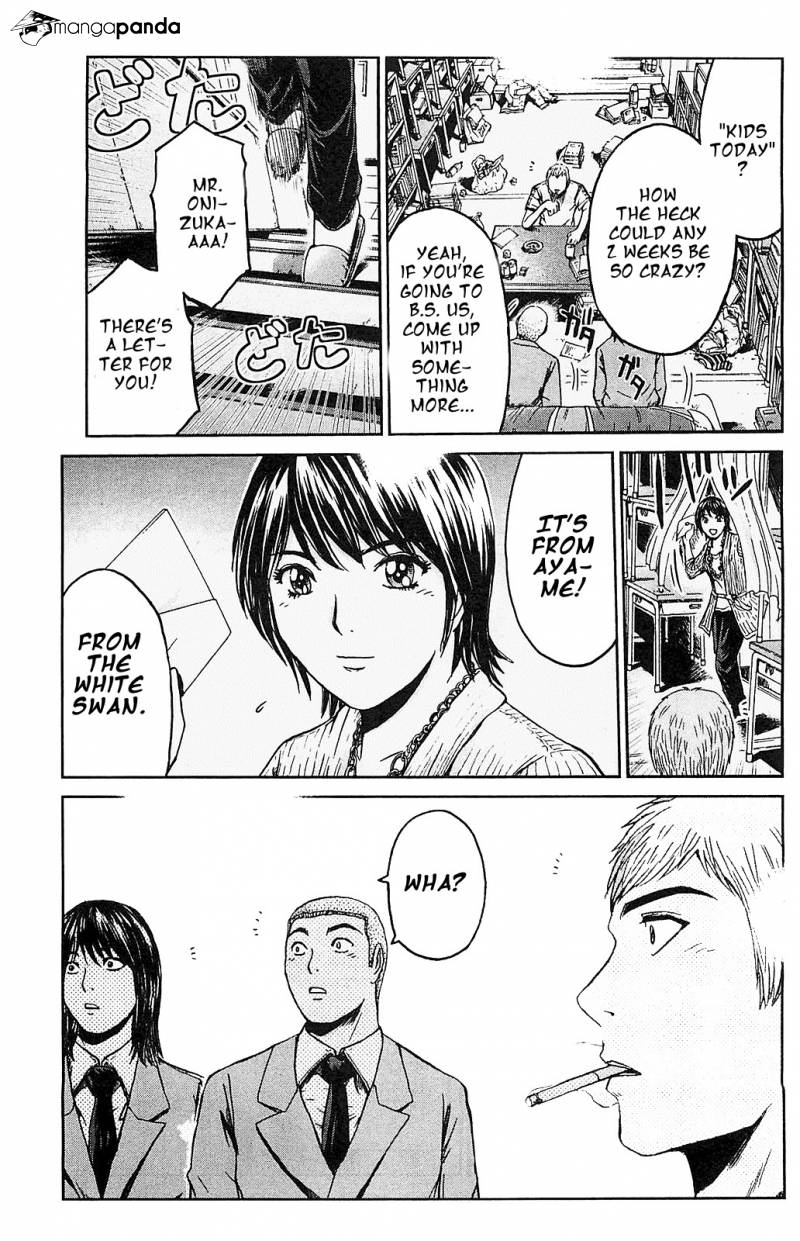 mangapanda
"KIDS
TODAY"
?
HOW
THE HECK
COULD ANY
2 WEEKS BE
SO CRAZY?
YEAH,
IF YOU'RE
GOING TO
B.S. US,
COME UP
WITH
SOME-
THING
MORE...
ガタ
ガタ
どた
MR.
ONI-
ZUKA-
AAA!
THERE'S
A LET-
TER FOR
YOU!
どた
IT'S
FROM
AYA-
ME!
FROM
THE
WHITE
SWAN.
WHA?